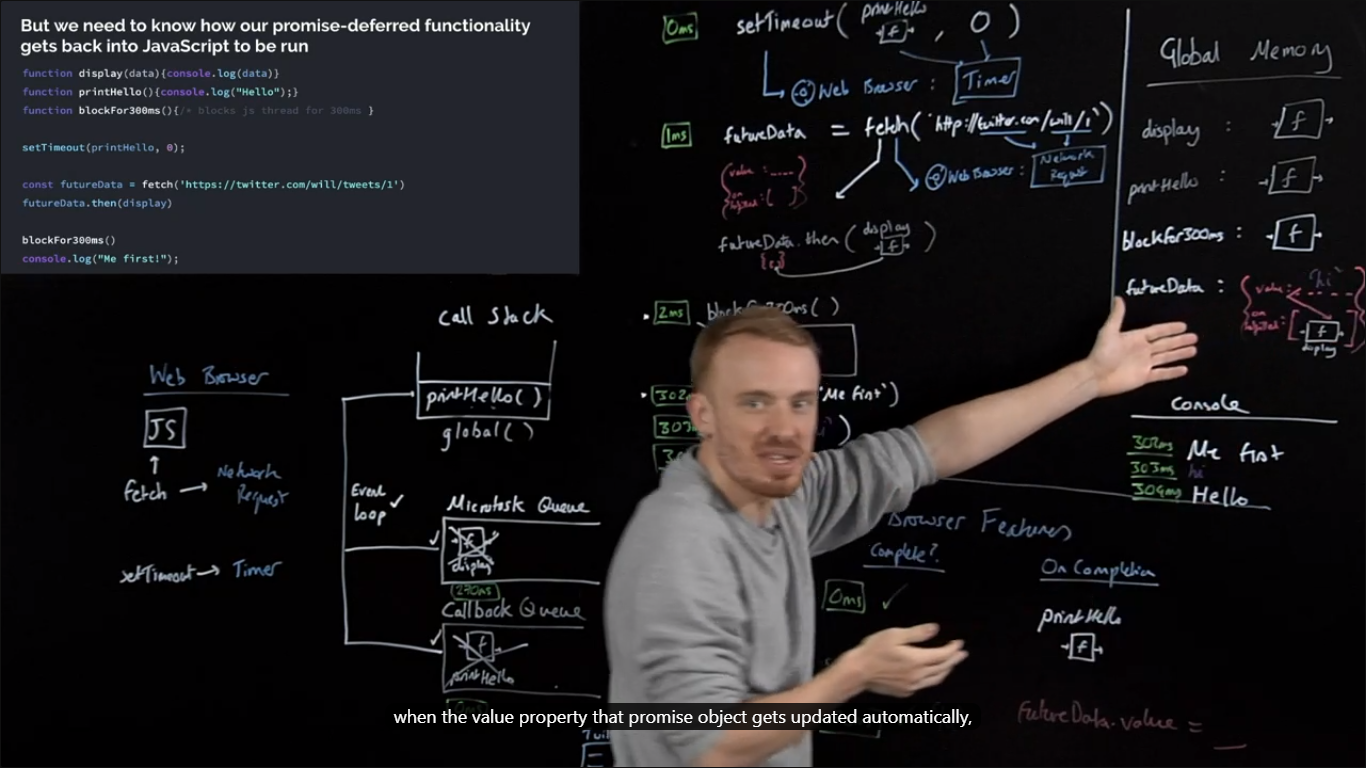 But we need to know how our promise-deferred functionality
gets back into JavaScript to be run
function display(data){console.log(data)}
function printHello(){console.log("Hello");}
function blockFor300ms(){/* blocks js thread for 300ms }
setTimeout(printHello, 0);
const futureData = fetch('https://twitter.com/will/tweets/1')
futureData.then(display)
blockFor300ms()
console.log("Me first!");
0ms setTimeout( printHello , 0 )
f
Web Browser : Timer
1ms futureData = fetch('http://twitter.com/will/1')
{value : ....}
Web Browser : Network Request
futureData.then ( display )
f
2ms
302
303
'Me first')
Global Memory
display : f
printHello : f
blockfor300ms : f
futureData : value: 'hi'
f
display
Console
302ms Me first
303ms hi
304ms Hello
Call Stack
printHello()
global()
Web Browser
JS
fetch → Network Request
setTimeout → Timer
Event loop ✓
Microtask Queue
f
display
270ms
Callback Queue
f
printHello
Browser Features
Complete?
On Completion
0ms ✓
printHello
f
futureData.value = __
when the value property that promise object gets updated automatically,